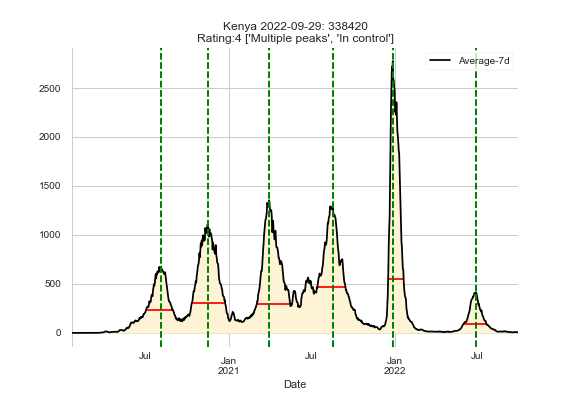 Kenya 2022-09-29: 338420
Rating:4 ['Multiple peaks', 'In control']
Average-7d
2500
2000
1500
1000
500
0
Jul
Jan
2021
Jul
Jan
2022
Jul
Date